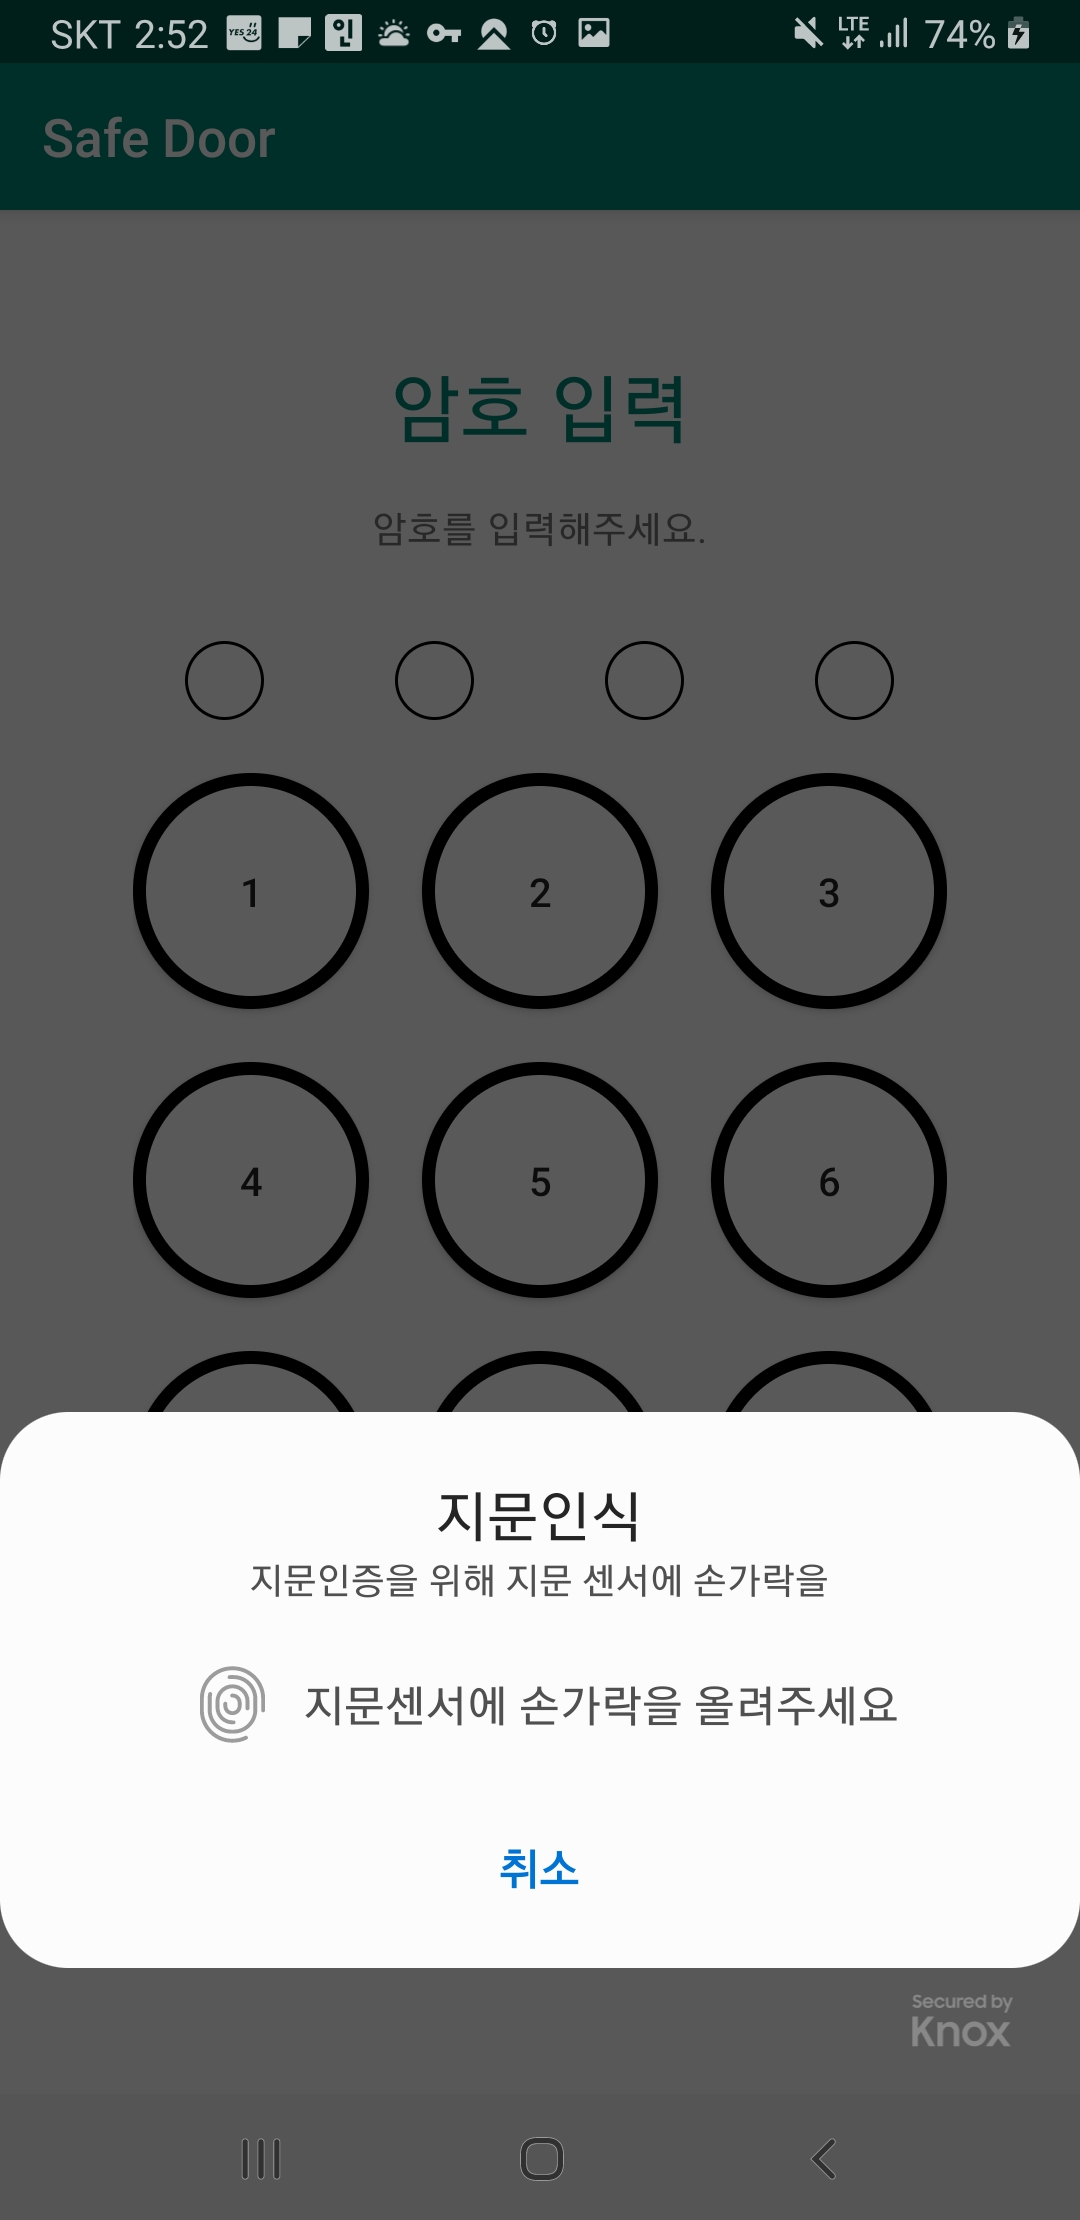 SKT 2:52 YES 24 인 LTE 74%
Safe Door
암호 입력
암호를 입력해주세요.
1 2 3
4 5 6
지문인식
지문인증을 위해 지문 센서에 손가락을
지문센서에 손가락을 올려주세요
취소
Secured by
Knox